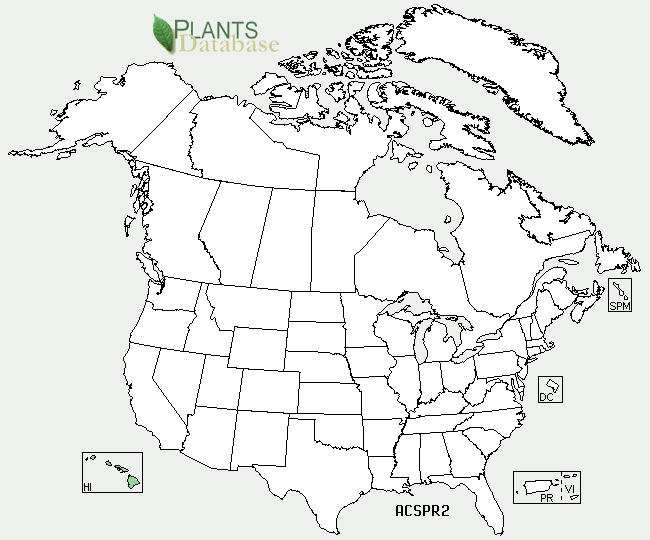 PLANTS
Database
SPM
DC
HI
PR
VI
ACSPR2